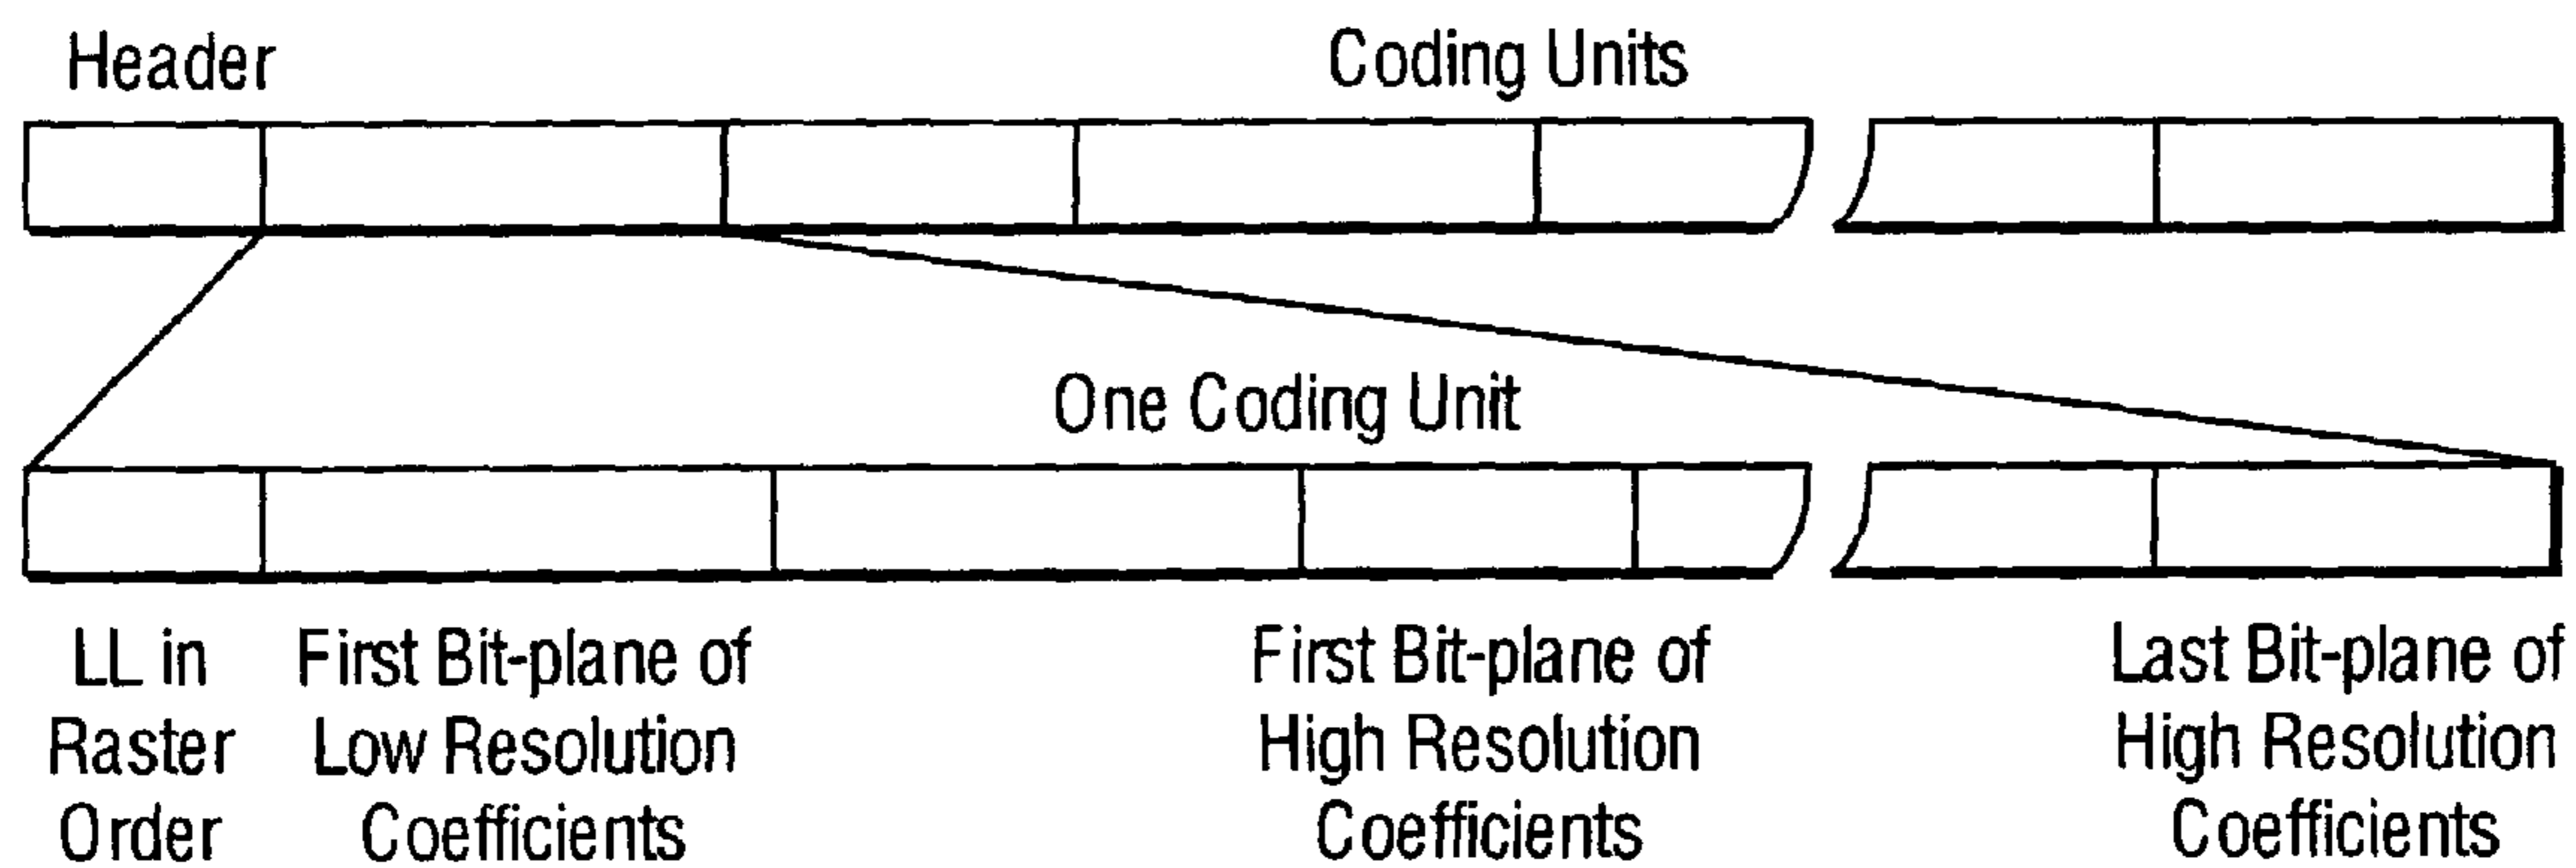 Header
Coding Units
One Coding Unit
LL in
Raster
Order
First Bit-plane of
Low Resolution
Coefficients
First Bit-plane of
High Resolution
Coefficients
Last Bit-plane of
High Resolution
Coefficients